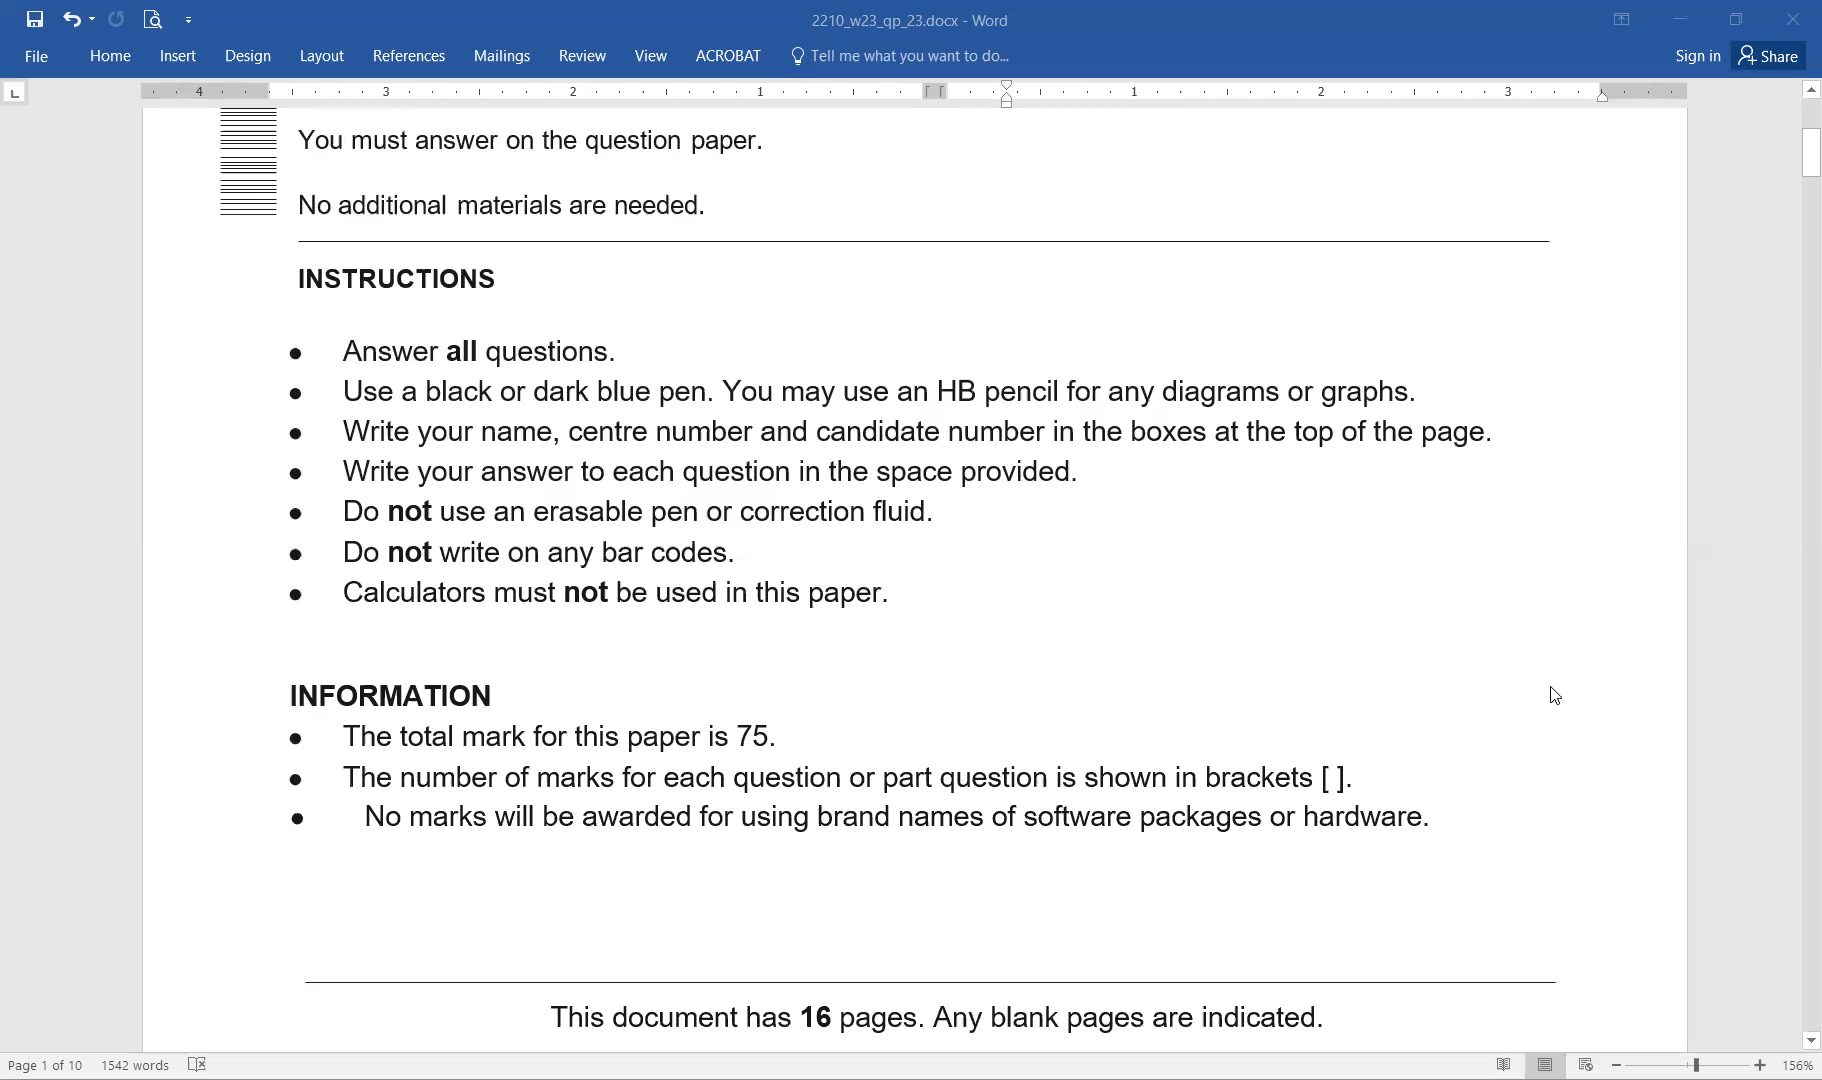 2210_w23_qp_23.docx - Word
File Home Insert Design Layout References Mailings Review View ACROBAT Tell me what you want to do... Sign in Share
L 4 3 2 1 1 2 3
You must answer on the question paper.
No additional materials are needed.
INSTRUCTIONS
● Answer all questions.
● Use a black or dark blue pen. You may use an HB pencil for any diagrams or graphs.
● Write your name, centre number and candidate number in the boxes at the top of the page.
● Write your answer to each question in the space provided.
● Do not use an erasable pen or correction fluid.
● Do not write on any bar codes.
● Calculators must not be used in this paper.
INFORMATION
● The total mark for this paper is 75.
● The number of marks for each question or part question is shown in brackets [ ].
● No marks will be awarded for using brand names of software packages or hardware.
This document has 16 pages. Any blank pages are indicated.
Page 1 of 10 1542 words 156%